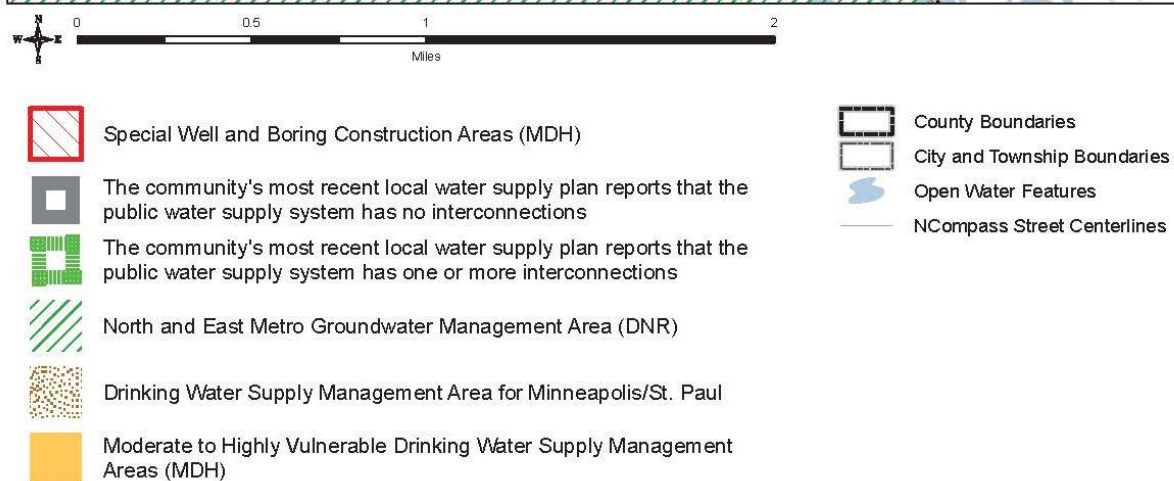 N
W E
S
0 0.5 1 2
Miles
Special Well and Boring Construction Areas (MDH)
The community's most recent local water supply plan reports that the
public water supply system has no interconnections
The community's most recent local water supply plan reports that the
public water supply system has one or more interconnections
North and East Metro Groundwater Management Area (DNR)
Drinking Water Supply Management Area for Minneapolis/St. Paul
Moderate to Highly Vulnerable Drinking Water Supply Management
Areas (MDH)
County Boundaries
City and Township Boundaries
Open Water Features
NCompass Street Centerlines